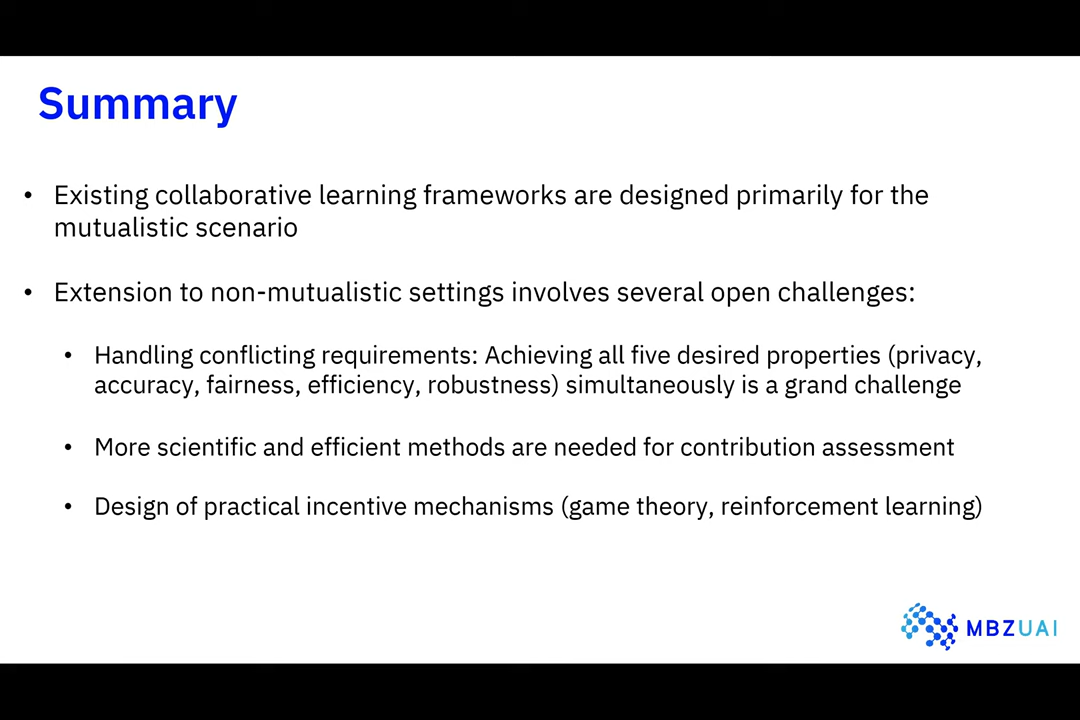 Summary
• Existing collaborative learning frameworks are designed primarily for the
mutualistic scenario
• Extension to non-mutualistic settings involves several open challenges:
• Handling conflicting requirements: Achieving all five desired properties (privacy,
accuracy, fairness, efficiency, robustness) simultaneously is a grand challenge
• More scientific and efficient methods are needed for contribution assessment
• Design of practical incentive mechanisms (game theory, reinforcement learning)
MBZUAI